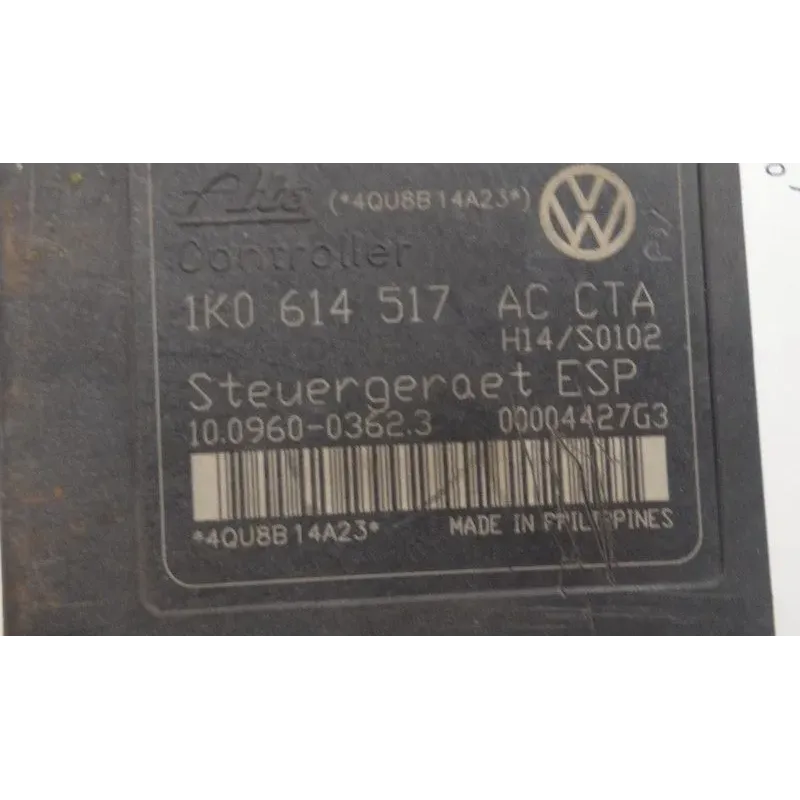 Ate (*4QU8B14A23*)
Controller
1K0 614 517 AC CTA
H14/S0102
Steuergeraet ESP
10.0960-0362.3 00004427G3
*4QU8B14A23* MADE IN PHILIPPINES